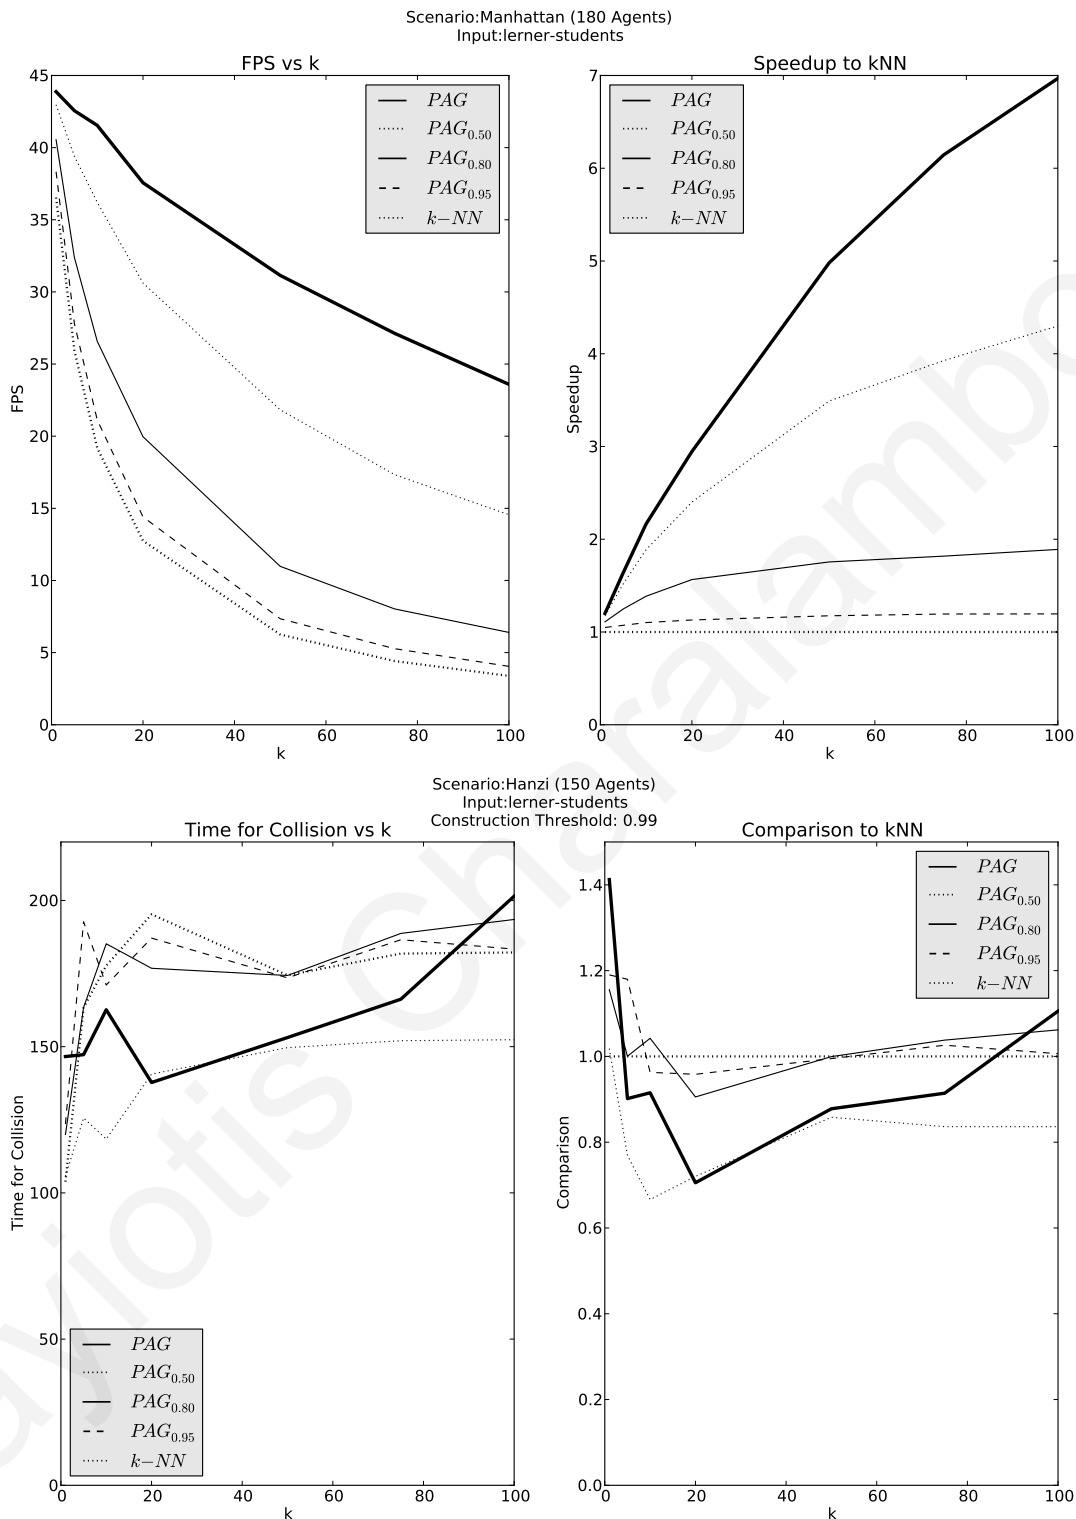 Scenario:Manhattan (180 Agents)
Input:lerner-students
FPS vs k
45
40
35
30
25
20
15
10
5
0
FPS
0 20 40 60 80 100
k
PAG
PAG0.50
PAG0.80
PAG0.95
k−NN
Speedup to kNN
7
6
5
4
3
2
1
0
Speedup
0 20 40 60 80 100
k
PAG
PAG0.50
PAG0.80
PAG0.95
k−NN
Scenario:Hanzi (150 Agents)
Input:lerner-students
Construction Threshold: 0.99
Time for Collision vs k
200
150
100
50
0
Time for Collision
0 20 40 60 80 100
k
PAG
PAG0.50
PAG0.80
PAG0.95
k−NN
Comparison to kNN
1.4
1.2
1.0
0.8
0.6
0.4
0.2
0.0
Comparison
0 20 40 60 80 100
k
PAG
PAG0.50
PAG0.80
PAG0.95
k−NN